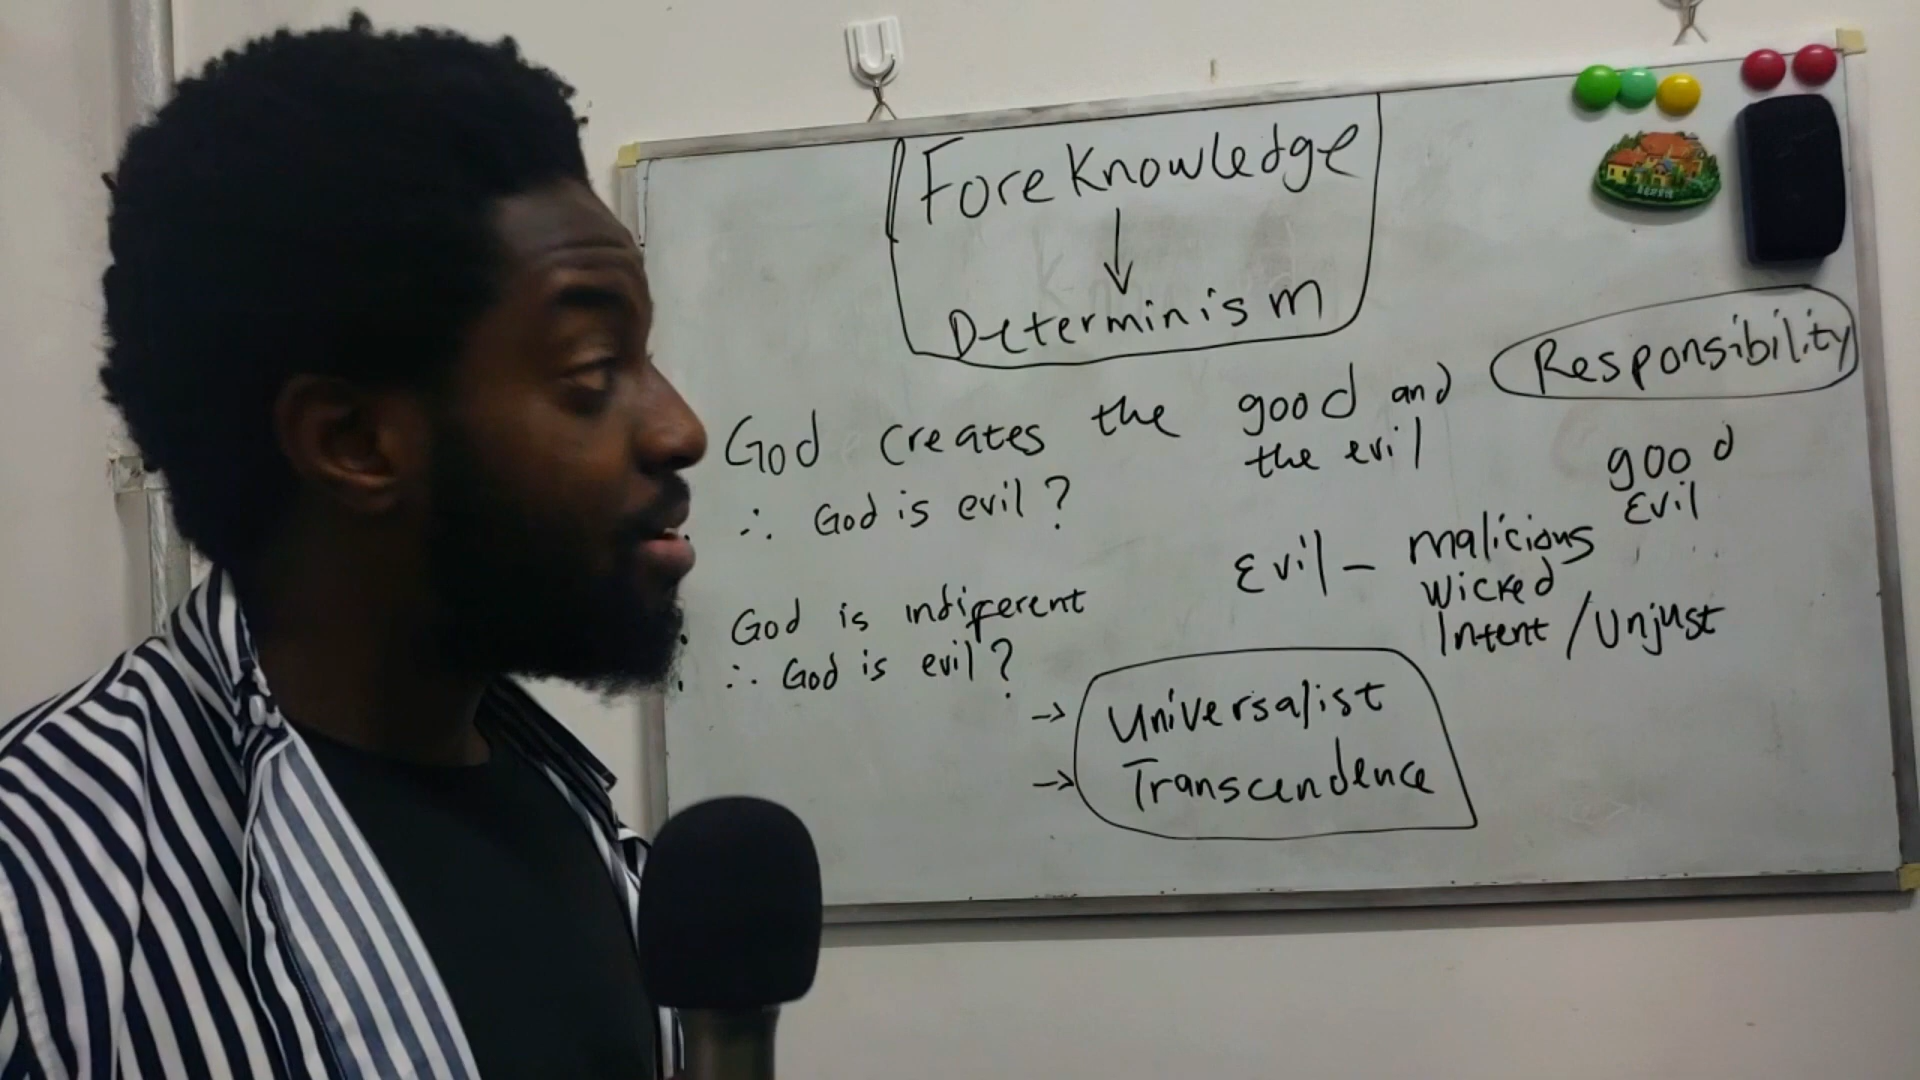 ForeKnowledge
↓
Determinism
Responsibility
God creates the good and
the evil
∴ God is evil?
good
Evil
Evil – malicious
wicked
Intent / Unjust
God is indifferent
∴ God is evil?
→ Universalist
→ Transcendence